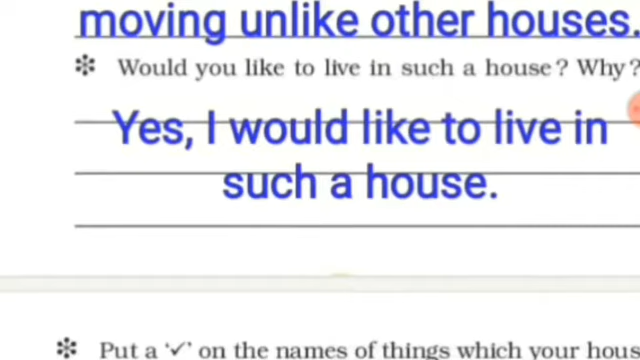 moving unlike other houses.
✻ Would you like to live in such a house? Why?
Yes, I would like to live in
such a house.
✻ Put a ‘✓’ on the names of things which your hous